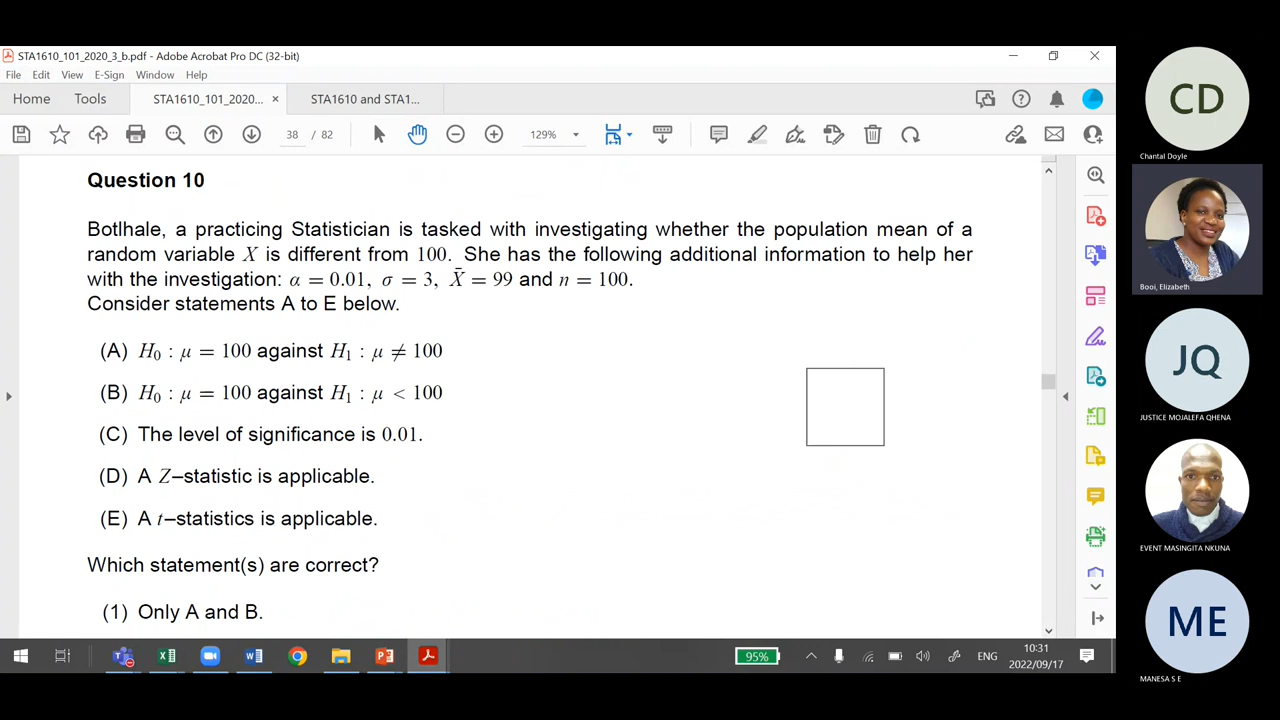 STA1610_101_2020_3_b.pdf - Adobe Acrobat Pro DC (32-bit)
File Edit View E-Sign Window Help
Home Tools STA1610_101_2020... × STA1610 and STA1...
38 / 82 129%
Question 10
Botlhale, a practicing Statistician is tasked with investigating whether the population mean of a
random variable X is different from 100. She has the following additional information to help her
with the investigation: α = 0.01, σ = 3, X̄ = 99 and n = 100.
Consider statements A to E below.
(A) H₀ : μ = 100 against H₁ : μ ≠ 100
(B) H₀ : μ = 100 against H₁ : μ < 100
(C) The level of significance is 0.01.
(D) A Z–statistic is applicable.
(E) A t–statistics is applicable.
Which statement(s) are correct?
(1) Only A and B.
95% ENG 10:31
2022/09/17
CD
Chantal Doyle
Booi, Elizabeth
JQ
JUSTICE MOJALEFA QHENA
EVENT MASINGITA NKUNA
ME
MANESA S E